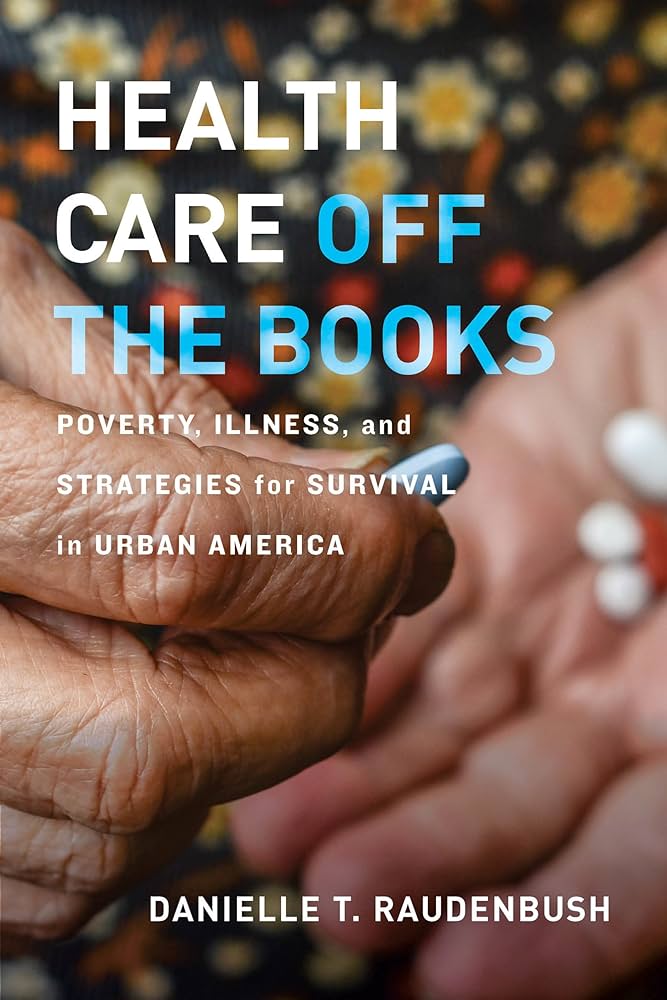 HEALTH
CARE OFF
THE BOOKS
POVERTY, ILLNESS, and
STRATEGIES for SURVIVAL
in URBAN AMERICA
DANIELLE T. RAUDENBUSH